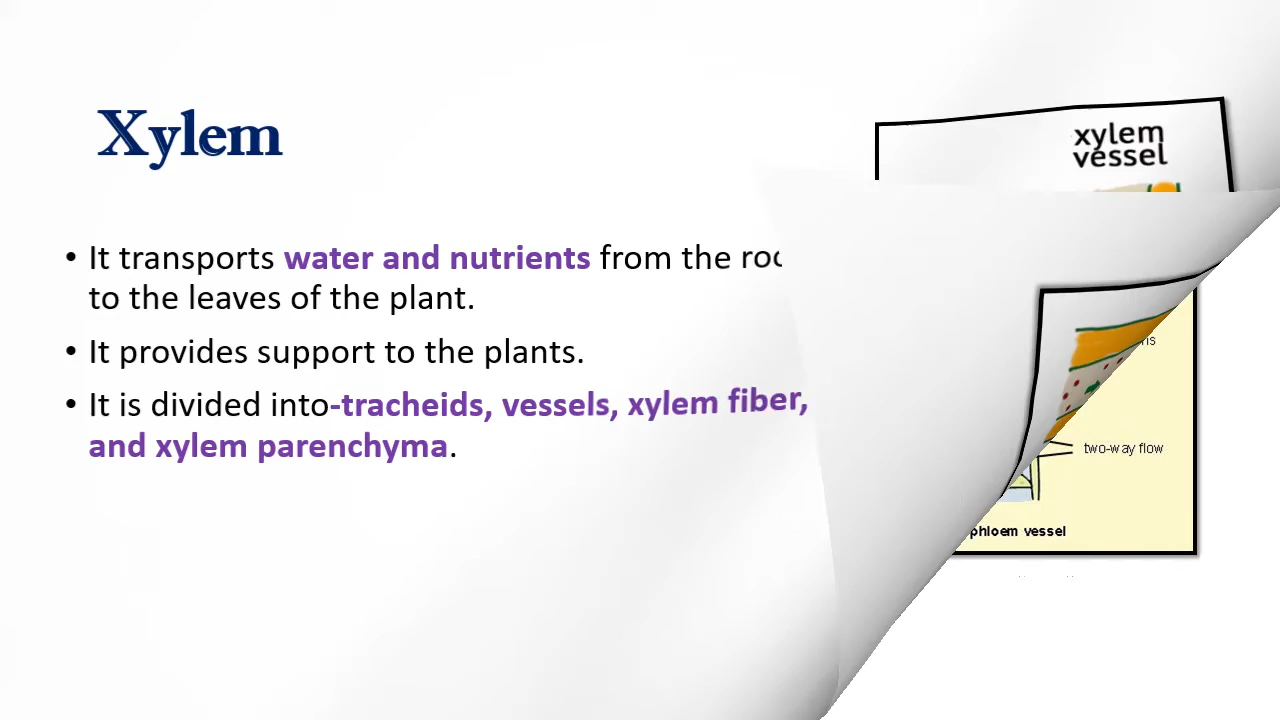 Xylem
• It transports water and nutrients from the
to the leaves of the plant.
• It provides support to the plants.
• It is divided into-tracheids, vessels, xylem fiber,
and xylem parenchyma.
xylem
vessel
two-way flow
phloem vessel